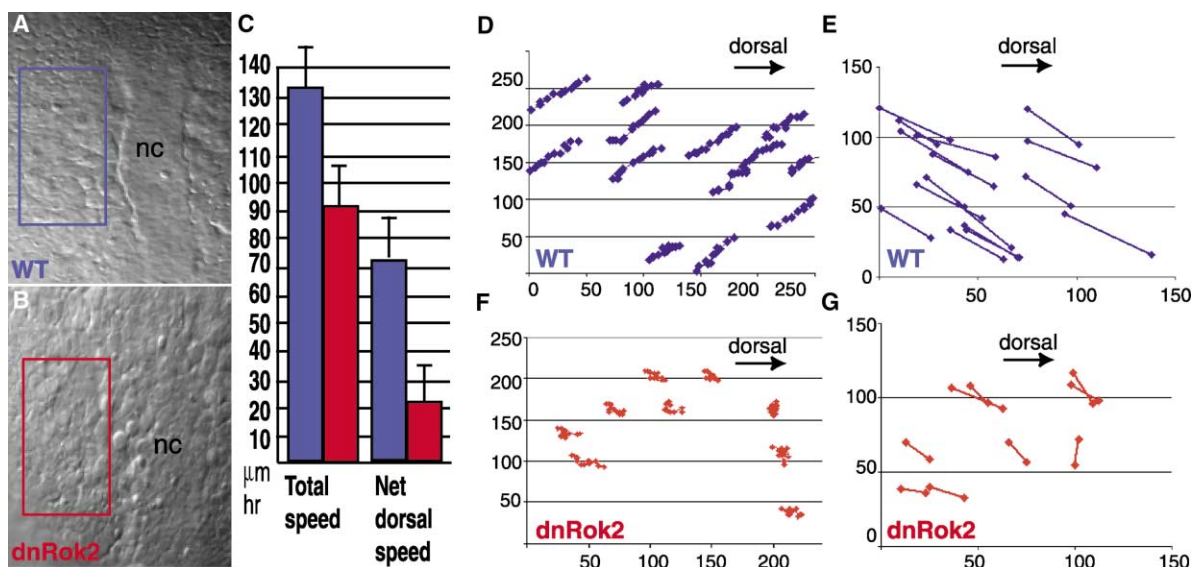 A
nc
WT
B
nc
dnRok2
C
140
130
120
110
100
90
80
70
60
50
40
30
20
10
μm
hr
Total
speed
Net
dorsal
speed
D
dorsal
250
200
150
100
50
WT
0 50 100 150 200 250
E
dorsal
150
100
50
0
WT
50 100 150
F
dorsal
250
200
150
100
50
dnRok2
0 50 100 150 200
G
dorsal
150
100
50
0
dnRok2
50 100 150